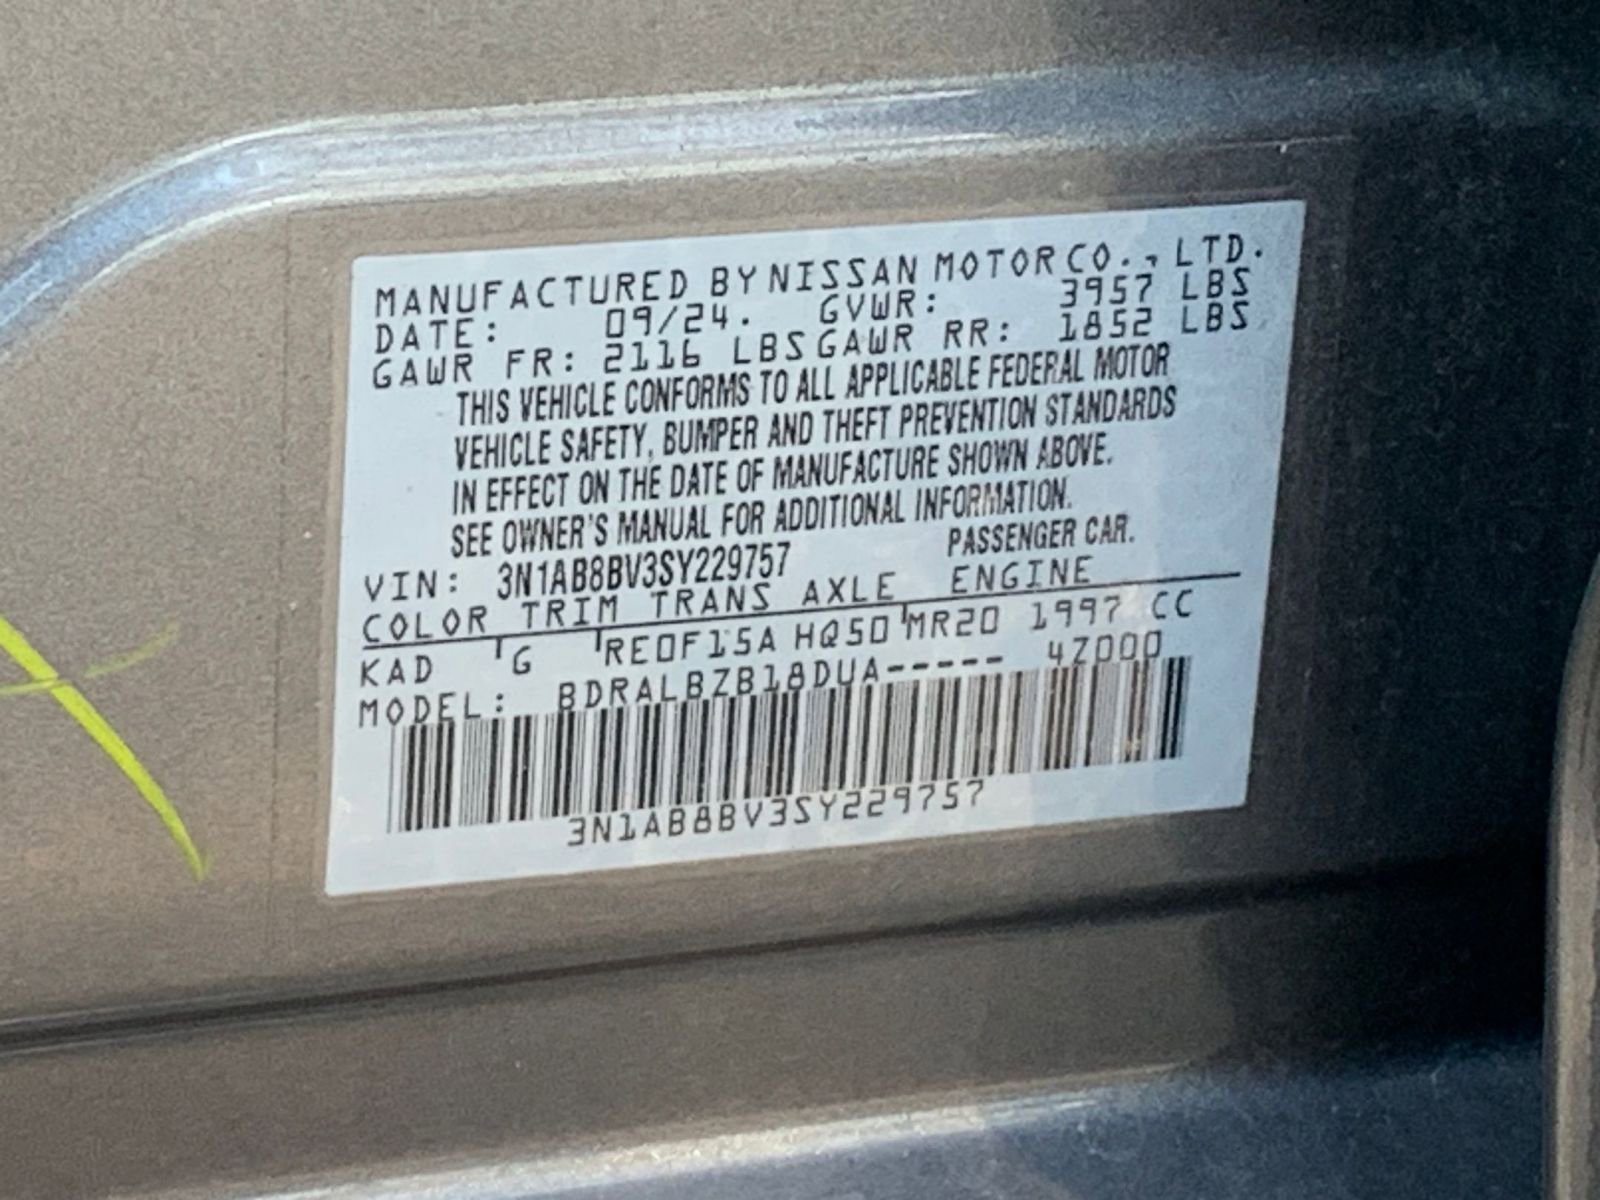 MANUFACTURED BY NISSAN MOTOR CO., LTD.
DATE: 09/24. GVWR: 3957 LBS
GAWR FR: 2116 LBS GAWR RR: 1852 LBS
THIS VEHICLE CONFORMS TO ALL APPLICABLE FEDERAL MOTOR
VEHICLE SAFETY, BUMPER AND THEFT PREVENTION STANDARDS
IN EFFECT ON THE DATE OF MANUFACTURE SHOWN ABOVE.
SEE OWNER'S MANUAL FOR ADDITIONAL INFORMATION.
VIN: 3N1AB8BV3SY229757 PASSENGER CAR.
COLOR TRIM TRANS AXLE ENGINE
KAD G RE0F15A HQ50 MR20 1997 CC
MODEL: BDRALBZB18DUA----- 4Z000
3N1AB8BV3SY229757